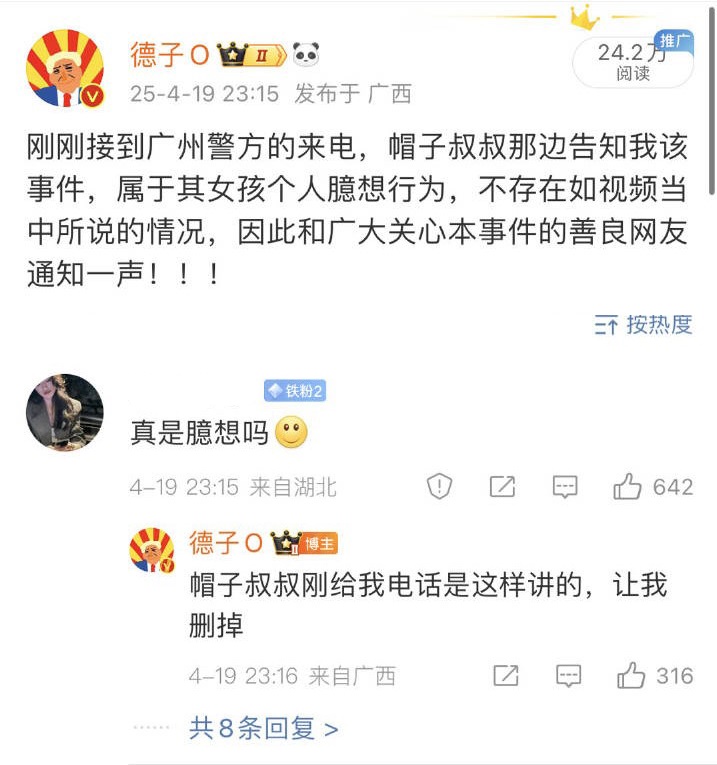 德子O II
24.2万
推广
阅读
25-4-19 23:15 发布于 广西
刚刚接到广州警方的来电，帽子叔叔那边告知我该
事件，属于其女孩个人臆想行为，不存在如视频当
中所说的情况，因此和广大关心本事件的善良网友
通知一声！！！
按热度
铁粉2
真是臆想吗
4-19 23:15 来自湖北
642
德子O II 博主
帽子叔叔刚给我电话是这样讲的，让我
删掉
4-19 23:16 来自广西
316
共8条回复 >